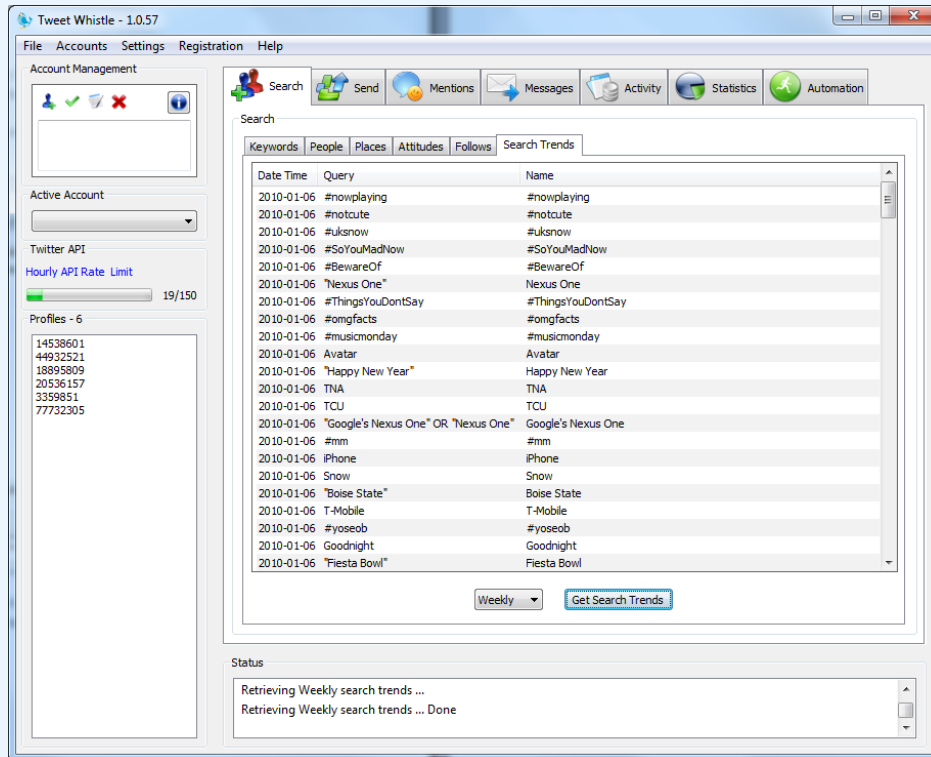 Tweet Whistle - 1.0.57
File Accounts Settings Registration Help
Account Management
Active Account
Twitter API
Hourly API Rate Limit
19/150
Profiles - 6
14538601
44932521
18895809
20536157
3359851
77732305
Search Send Mentions Messages Activity Statistics Automation
Search
Keywords People Places Attitudes Follows Search Trends
Date Time Query Name
2010-01-06 #nowplaying #nowplaying
2010-01-06 #notcute #notcute
2010-01-06 #uksnow #uksnow
2010-01-06 #SoYouMadNow #SoYouMadNow
2010-01-06 #BewareOf #BewareOf
2010-01-06 "Nexus One" Nexus One
2010-01-06 #ThingsYouDontSay #ThingsYouDontSay
2010-01-06 #omgfacts #omgfacts
2010-01-06 #musicmonday #musicmonday
2010-01-06 Avatar Avatar
2010-01-06 "Happy New Year" Happy New Year
2010-01-06 TNA TNA
2010-01-06 TCU TCU
2010-01-06 "Google's Nexus One" OR "Nexus One" Google's Nexus One
2010-01-06 #mm #mm
2010-01-06 iPhone iPhone
2010-01-06 Snow Snow
2010-01-06 "Boise State" Boise State
2010-01-06 T-Mobile T-Mobile
2010-01-06 #yoseob #yoseob
2010-01-06 Goodnight Goodnight
2010-01-06 "Fiesta Bowl" Fiesta Bowl
Weekly Get Search Trends
Status
Retrieving Weekly search trends ...
Retrieving Weekly search trends ... Done